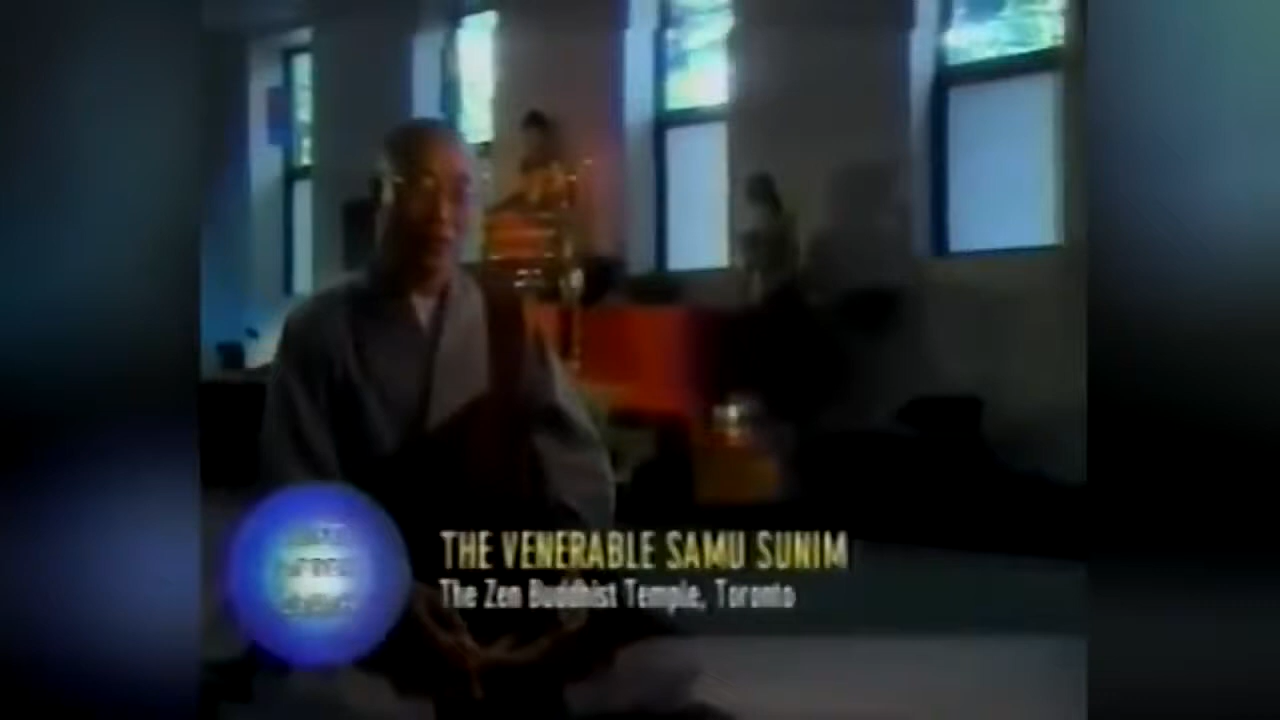 THE VENERABLE SAMU SUNIM
The Zen Buddhist Temple, Toronto